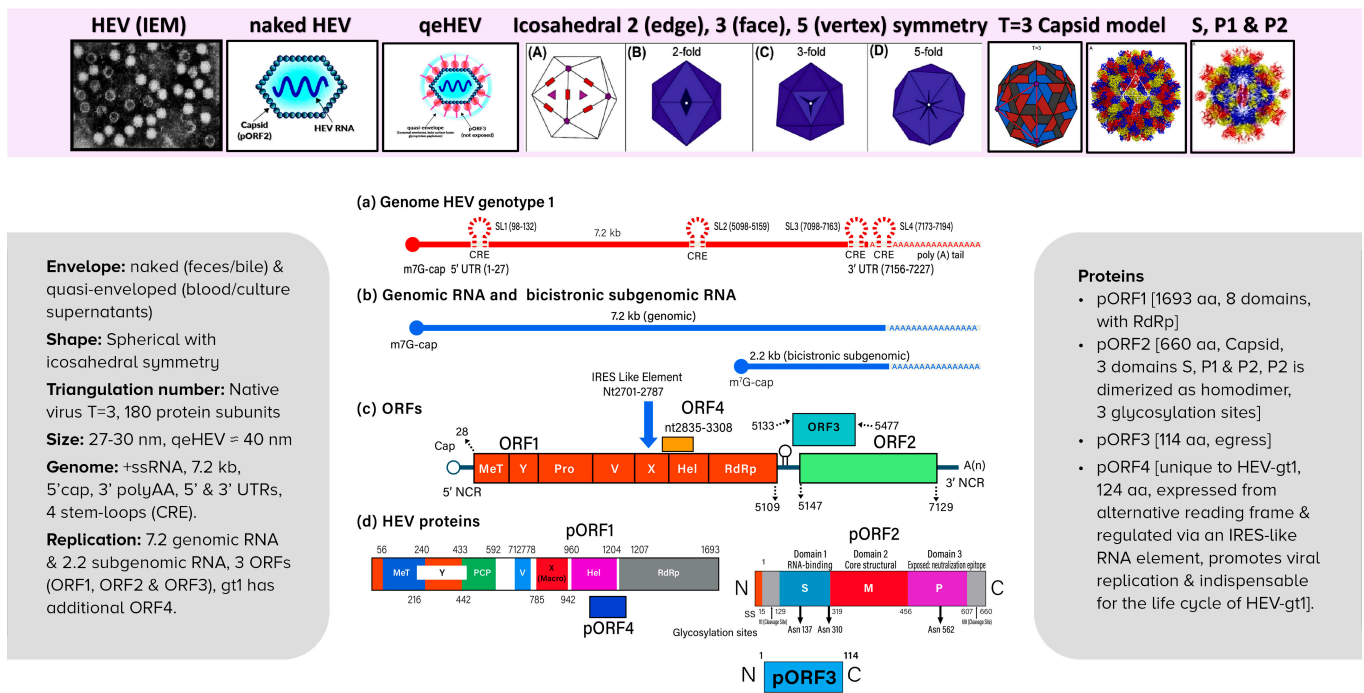 HEV (IEM)
naked HEV
qeHEV
Icosahedral 2 (edge), 3 (face), 5 (vertex) symmetry
T=3 Capsid model
S, P1 & P2
Capsid
(pORF2)
HEV RNA
quasi-envelope
pORF3
(not exposed)
(A)
(B)
2-fold
(C)
3-fold
(D)
5-fold
T=3
A
Envelope: naked (feces/bile) &
quasi-enveloped (blood/culture
supernatants)
Shape: Spherical with
icosahedral symmetry
Triangulation number: Native
virus T=3, 180 protein subunits
Size: 27-30 nm, qeHEV ≈ 40 nm
Genome: +ssRNA, 7.2 kb,
5'cap, 3' polyAA, 5' & 3' UTRs,
4 stem-loops (CRE).
Replication: 7.2 genomic RNA
& 2.2 subgenomic RNA, 3 ORFs
(ORF1, ORF2 & ORF3), gt1 has
additional ORF4.
(a) Genome HEV genotype 1
SL1 (98-132)
7.2 kb
SL2 (5098-5159)
SL3 (7098-7163)
SL4 (7173-7194)
A
AAAAAAAAAAAAAAA
CRE
CRE
CRE
CRE
poly (A) tail
m7G-cap
5' UTR (1-27)
3' UTR (7156-7227)
(b) Genomic RNA and bicistronic subgenomic RNA
7.2 kb (genomic)
AAAAAAAAAAAAAAAA
m7G-cap
2.2 kb (bicistronic subgenomic)
AAAAAAAAAAAAAAAA
m⁷G-cap
IRES Like Element
Nt2701-2787
(c) ORFs
ORF4
nt2835-3308
5133
ORF3
5477
Cap
28
ORF1
ORF2
MeT
Y
Pro
V
X
Hel
RdRp
A(n)
5' NCR
3' NCR
5109
5147
7129
(d) HEV proteins
pORF1
56
240
433
592
712
778
960
1204
1207
1693
MeT
Y
PCP
V
X
(Macro)
Hel
RdRp
216
442
785
942
pORF4
pORF2
Domain 1
RNA-binding
Domain 2
Core structural
Domain 3
Exposed: neutralization epitope
1
N
S
M
P
C
SS
15
129
319
456
607
660
Glycosylation sites
Asn 137
Asn 310
Asn 562
1
114
N
pORF3
C
Proteins
• pORF1 [1693 aa, 8 domains,
with RdRp]
• pORF2 [660 aa, Capsid,
3 domains S, P1 & P2, P2 is
dimerized as homodimer,
3 glycosylation sites]
• pORF3 [114 aa, egress]
• pORF4 [unique to HEV-gt1,
124 aa, expressed from
alternative reading frame &
regulated via an IRES-like
RNA element, promotes viral
replication & indispensable
for the life cycle of HEV-gt1].